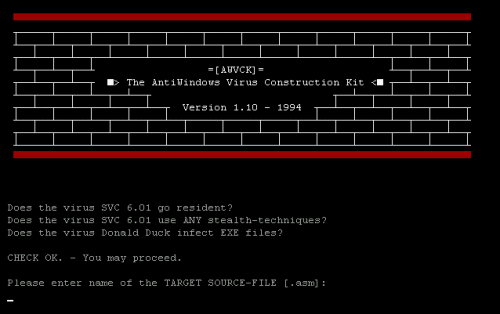 =[AWVCK]=
■> The AntiWindows Virus Construction Kit <■
Version 1.10 - 1994
Does the virus SVC 6.01 go resident?
Does the virus SVC 6.01 use ANY stealth-techniques?
Does the virus Donald Duck infect EXE files?
CHECK OK. - You may proceed.
Please enter name of the TARGET SOURCE-FILE [.asm]: